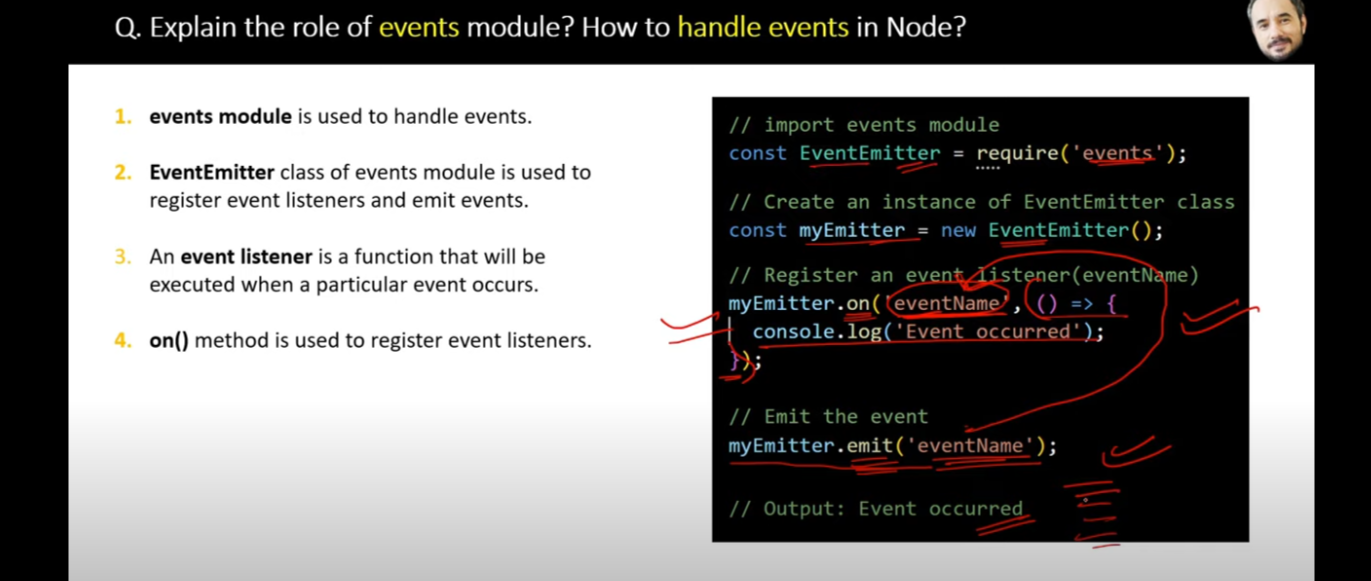 Q. Explain the role of events module? How to handle events in Node?
1. events module is used to handle events.
2. EventEmitter class of events module is used to
register event listeners and emit events.
3. An event listener is a function that will be
executed when a particular event occurs.
4. on() method is used to register event listeners.
// import events module
const EventEmitter = require('events');
// Create an instance of EventEmitter class
const myEmitter = new EventEmitter();
// Register an event listener(eventName)
myEmitter.on('eventName', () => {
console.log('Event occurred');
});
// Emit the event
myEmitter.emit('eventName');
// Output: Event occurred